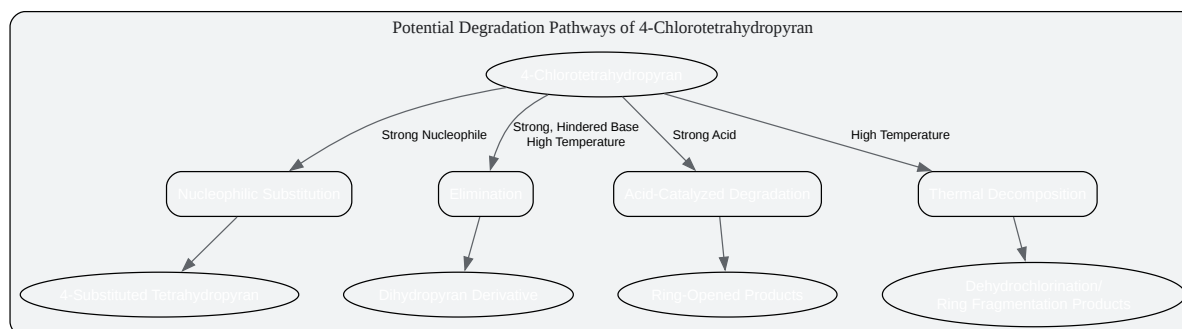 Potential Degradation Pathways of 4-Chlorotetrahydropyran
4-Chlorotetrahydropyran
Strong Nucleophile
Strong, Hindered Base
High Temperature
Strong Acid
High Temperature
Nucleophilic Substitution
Elimination
Acid-Catalyzed Degradation
Thermal Decomposition
4-Substituted Tetrahydropyran
Dihydropyran Derivative
Ring-Opened Products
Dehydrochlorination/
Ring Fragmentation Products